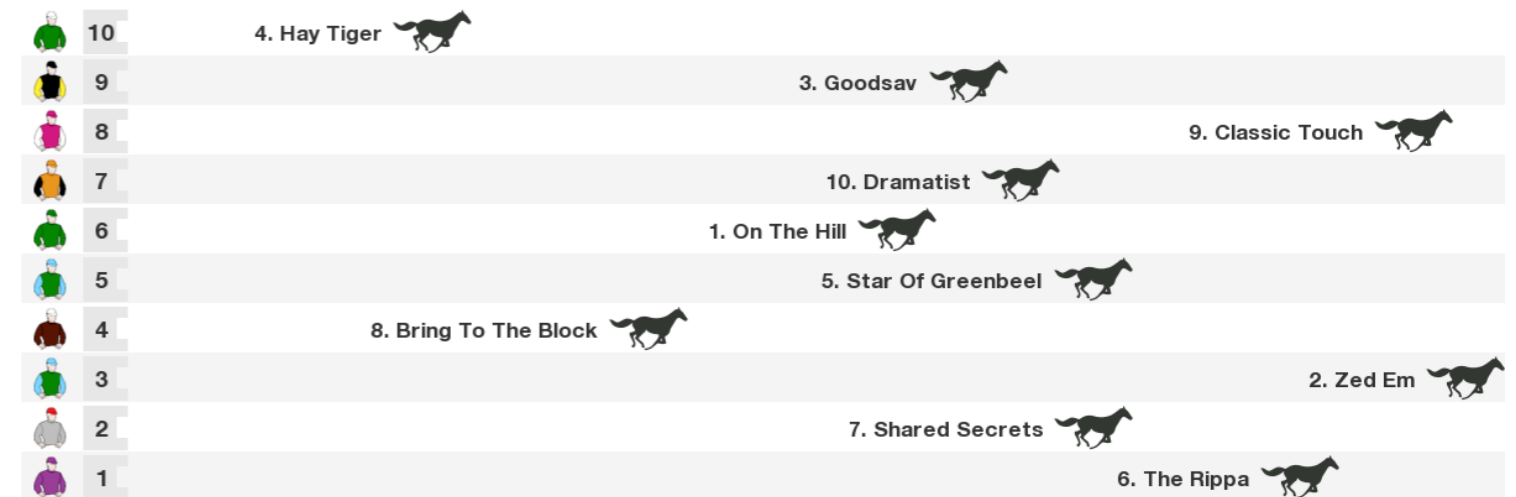 10 4. Hay Tiger
9 3. Goodsav
8 9. Classic Touch
7 10. Dramatist
6 1. On The Hill
5 5. Star Of Greenbeel
4 8. Bring To The Block
3 2. Zed Em
2 7. Shared Secrets
1 6. The Rippa